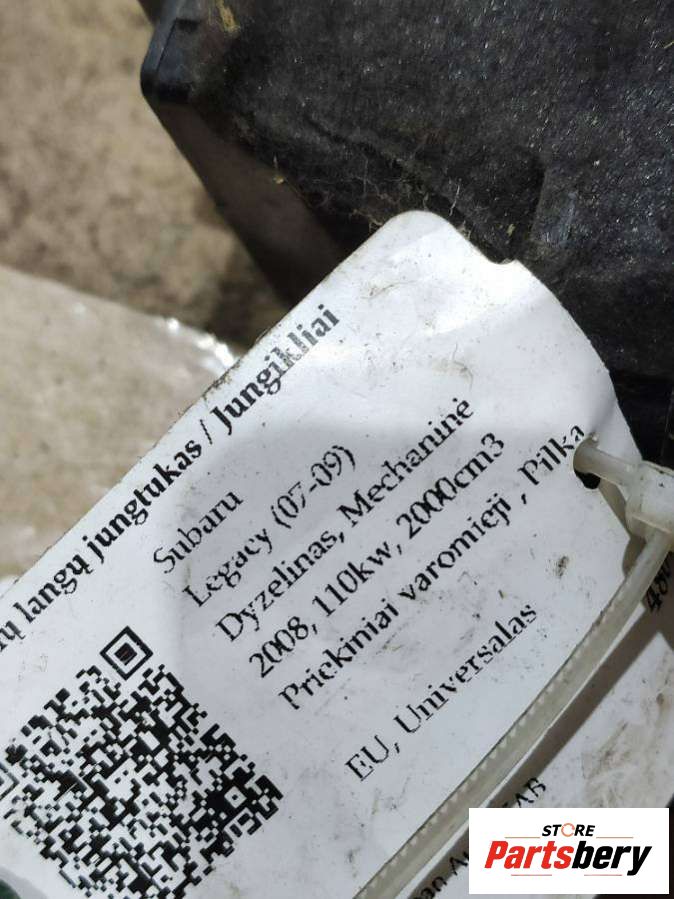 langų jungtukas / Jungikliai
Subaru
Legacy (07-09)
Dyzelinas, Mechaninė
2008, 110kw, 2000cm3
Priekiniai varomieji , Pilka
EU, Universalas
STORE
Partsbery